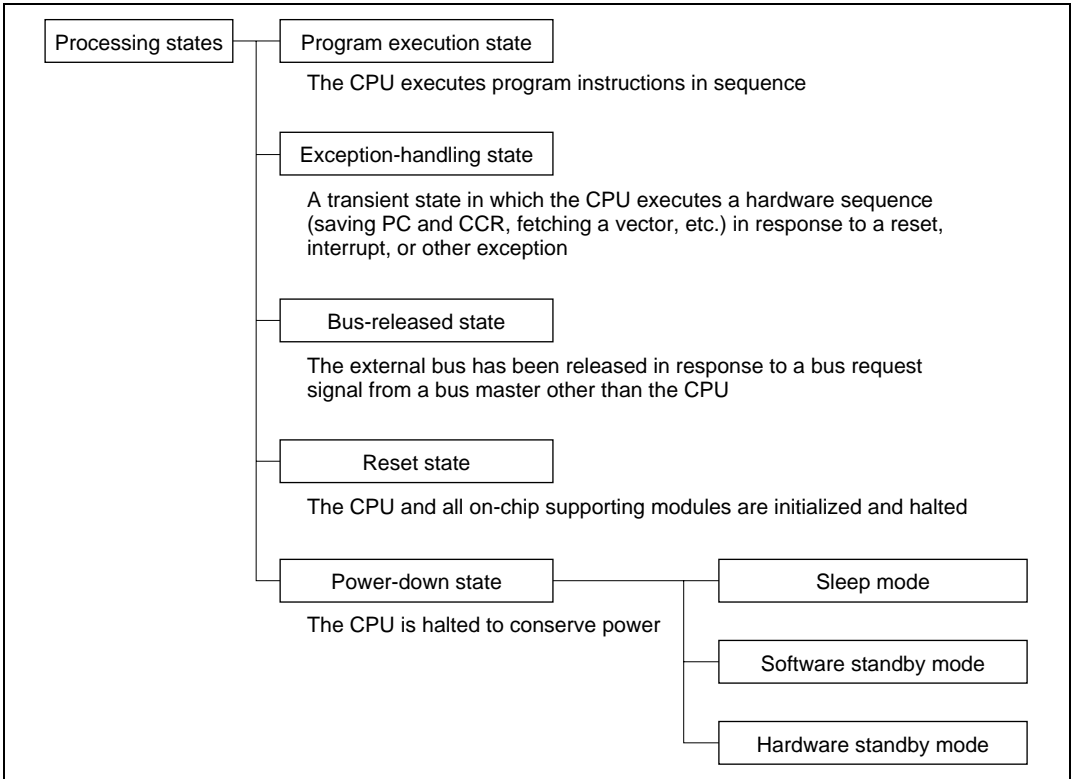 Processing states
Program execution state
The CPU executes program instructions in sequence
Exception-handling state
A transient state in which the CPU executes a hardware sequence
(saving PC and CCR, fetching a vector, etc.) in response to a reset,
interrupt, or other exception
Bus-released state
The external bus has been released in response to a bus request
signal from a bus master other than the CPU
Reset state
The CPU and all on-chip supporting modules are initialized and halted
Power-down state
The CPU is halted to conserve power
Sleep mode
Software standby mode
Hardware standby mode